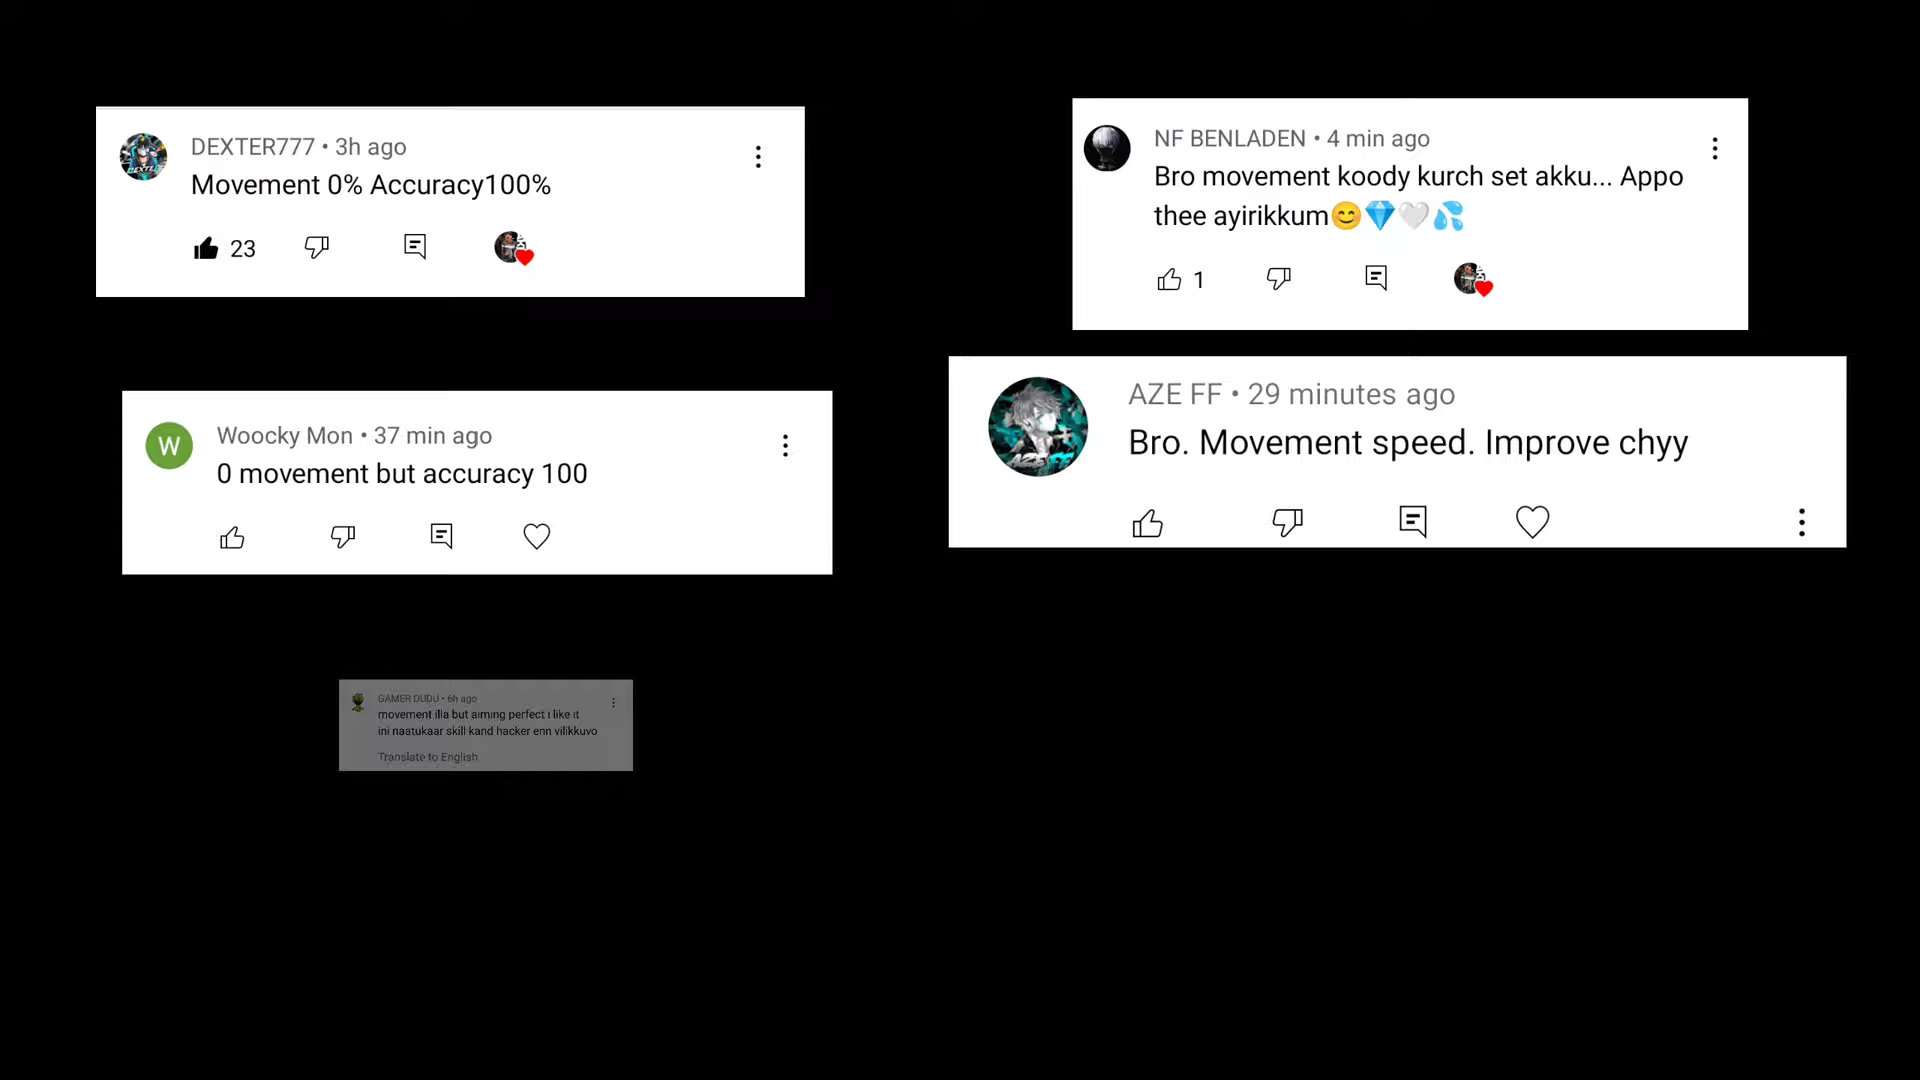 DEXTER777 • 3h ago
Movement 0% Accuracy100%
23
NF BENLADEN • 4 min ago
Bro movement koody kurch set akku... Appo
thee ayirikkum😊💎🤍💦
1
W
Woocky Mon • 37 min ago
0 movement but accuracy 100
AZE FF • 29 minutes ago
Bro. Movement speed. Improve chyy
AZE FF
GAMER DUDU • 6h ago
movement illa but aiming perfect i like it
ini naatukaar skill kand hacker enn vilikkuvo
Translate to English